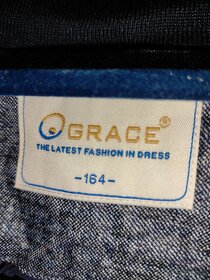 GRACE®
THE LATEST FASHION IN DRESS
-164-